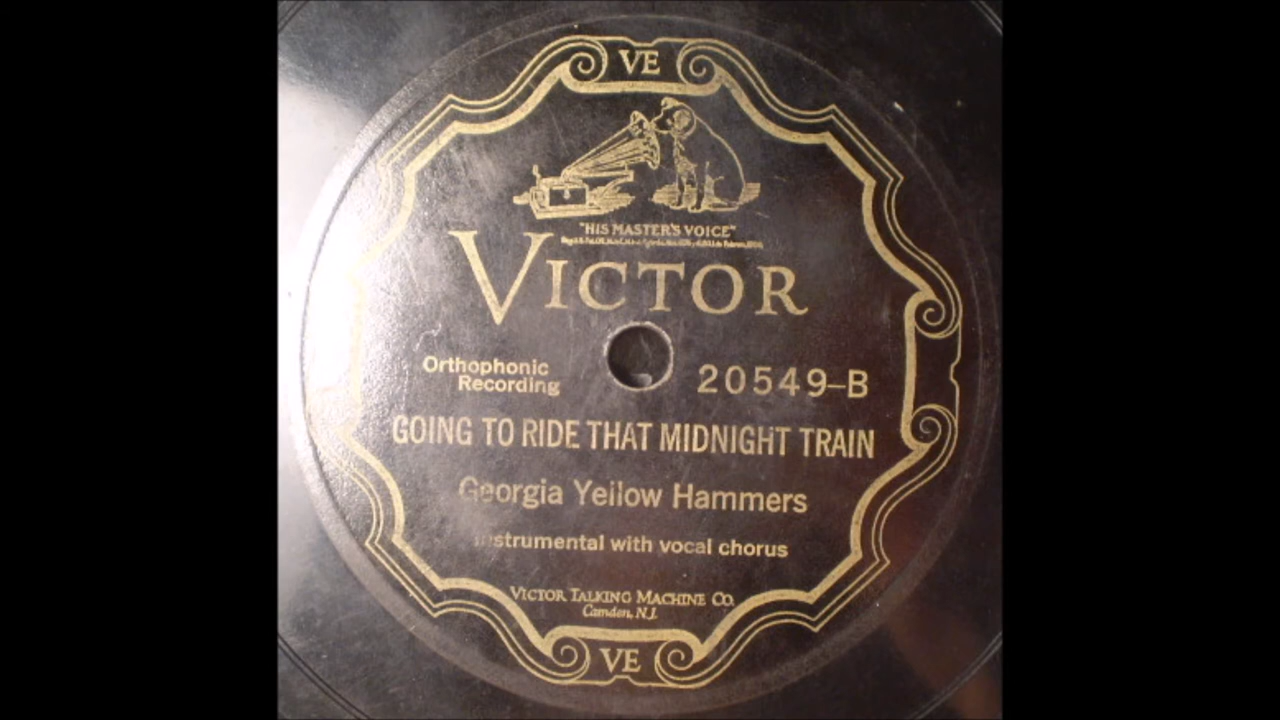 VE
"HIS MASTER'S VOICE"
VICTOR
Orthophonic
Recording
20549-B
GOING TO RIDE THAT MIDNIGHT TRAIN
Georgia Yellow Hammers
instrumental with vocal chorus
VICTOR TALKING MACHINE CO.
Camden, N.J.
VE